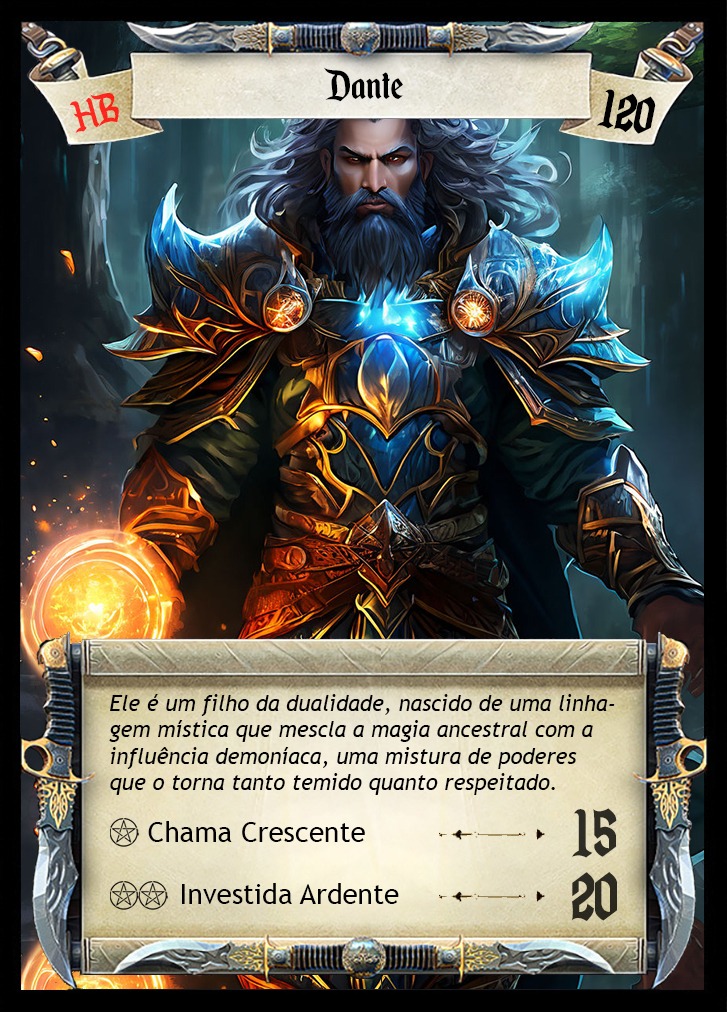 Dante
HB
120
Ele é um filho da dualidade, nascido de uma linha-
gem mística que mescla a magia ancestral com a
influência demoníaca, uma mistura de poderes
que o torna tanto temido quanto respeitado.
Chama Crescente 15
Investida Ardente 20